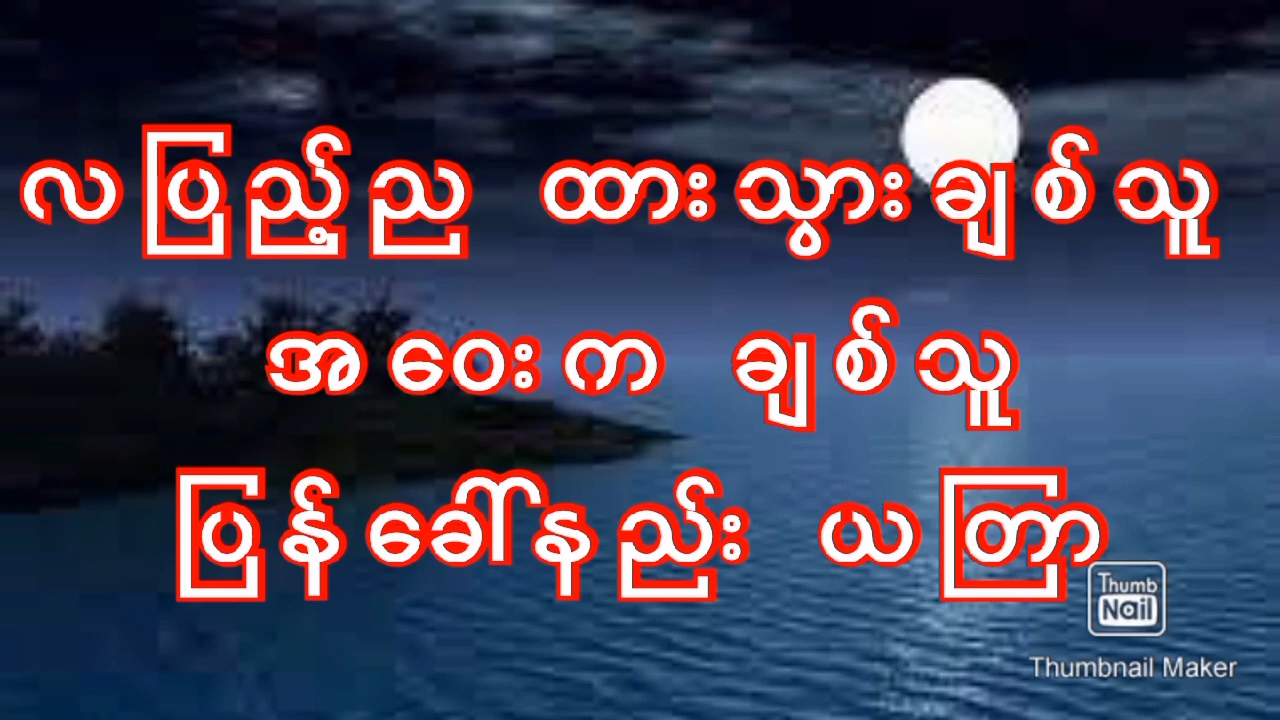 လပြည့်ည ထားသွားချစ်သူ
အဝေးက ချစ်သူ
ပြန်ခေါ်နည်း ယတြာ
Thumb
Nail
Thumbnail Maker